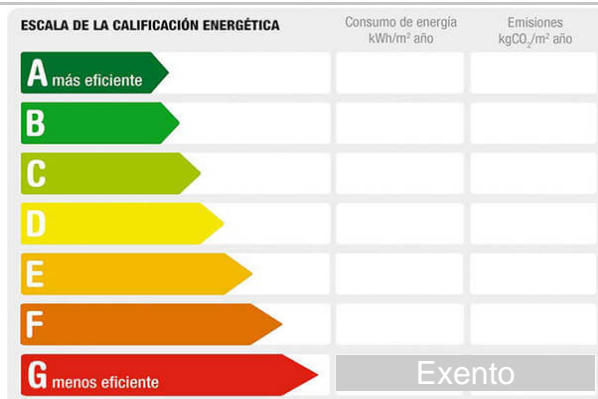 ESCALA DE LA CALIFICACIÓN ENERGÉTICA
Consumo de energía
kWh/m² año
Emisiones
kgCO₂/m² año
A más eficiente
B
C
D
E
F
G menos eficiente
Exento